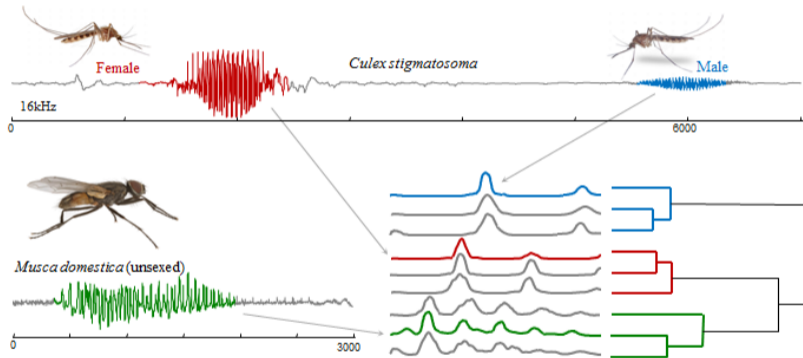 Female
Culex stigmatosoma
Male
16kHz
0
6000
Musca domestica (unsexed)
0
3000